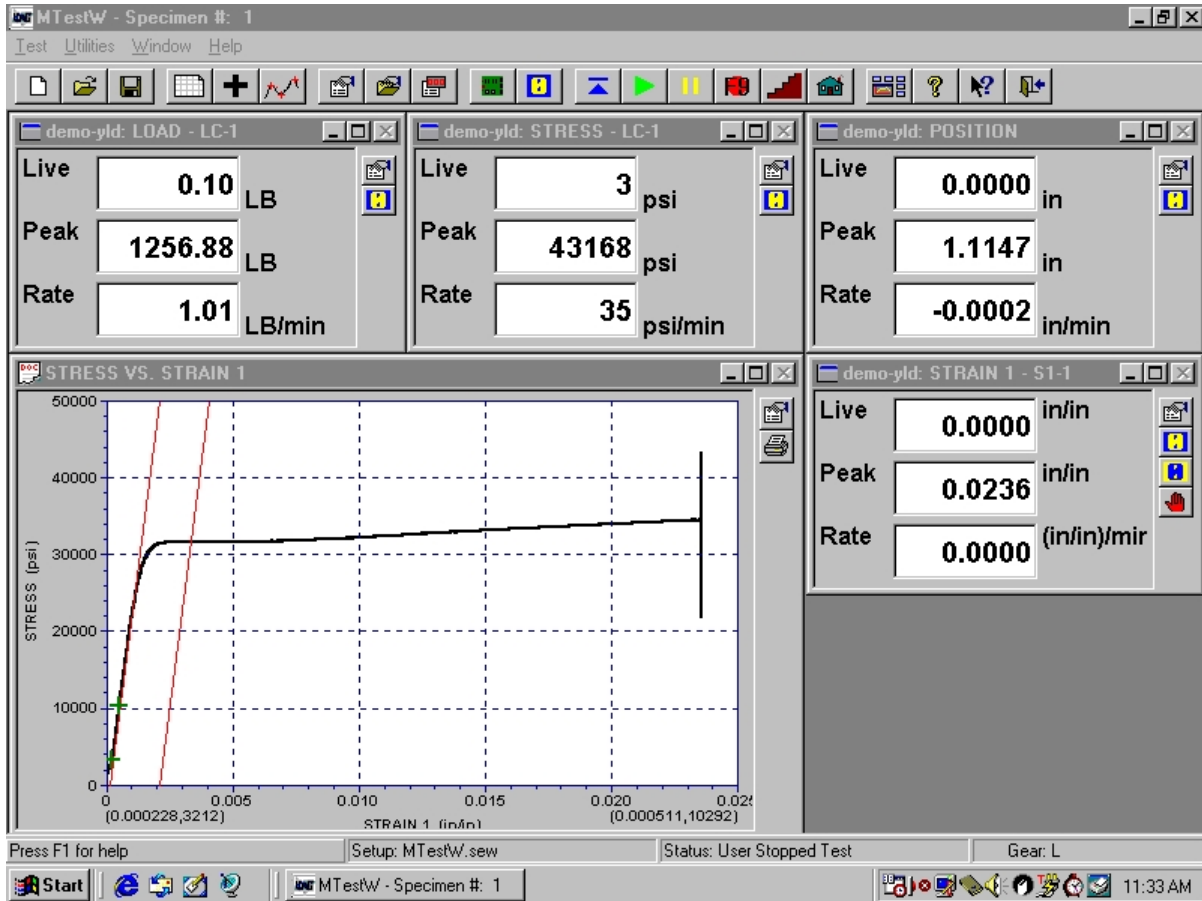 MTestW - Specimen #: 1
Test Utilities Window Help
demo-yld: LOAD - LC-1
Live 0.10 LB
Peak 1256.88 LB
Rate 1.01 LB/min
demo-yld: STRESS - LC-1
Live 3 psi
Peak 43168 psi
Rate 35 psi/min
demo-yld: POSITION
Live 0.0000 in
Peak 1.1147 in
Rate -0.0002 in/min
STRESS VS. STRAIN 1
50000
40000
30000
20000
10000
0
STRESS (psi)
0 0.005 0.010 0.015 0.020 0.025
(0.000228,3212) STRAIN 1 (in/in) (0.000511,10292)
demo-yld: STRAIN 1 - S1-1
Live 0.0000 in/in
Peak 0.0236 in/in
Rate 0.0000 (in/in)/mir
Press F1 for help Setup: MTestW.sew Status: User Stopped Test Gear: L
Start MTestW - Specimen #: 1 11:33 AM